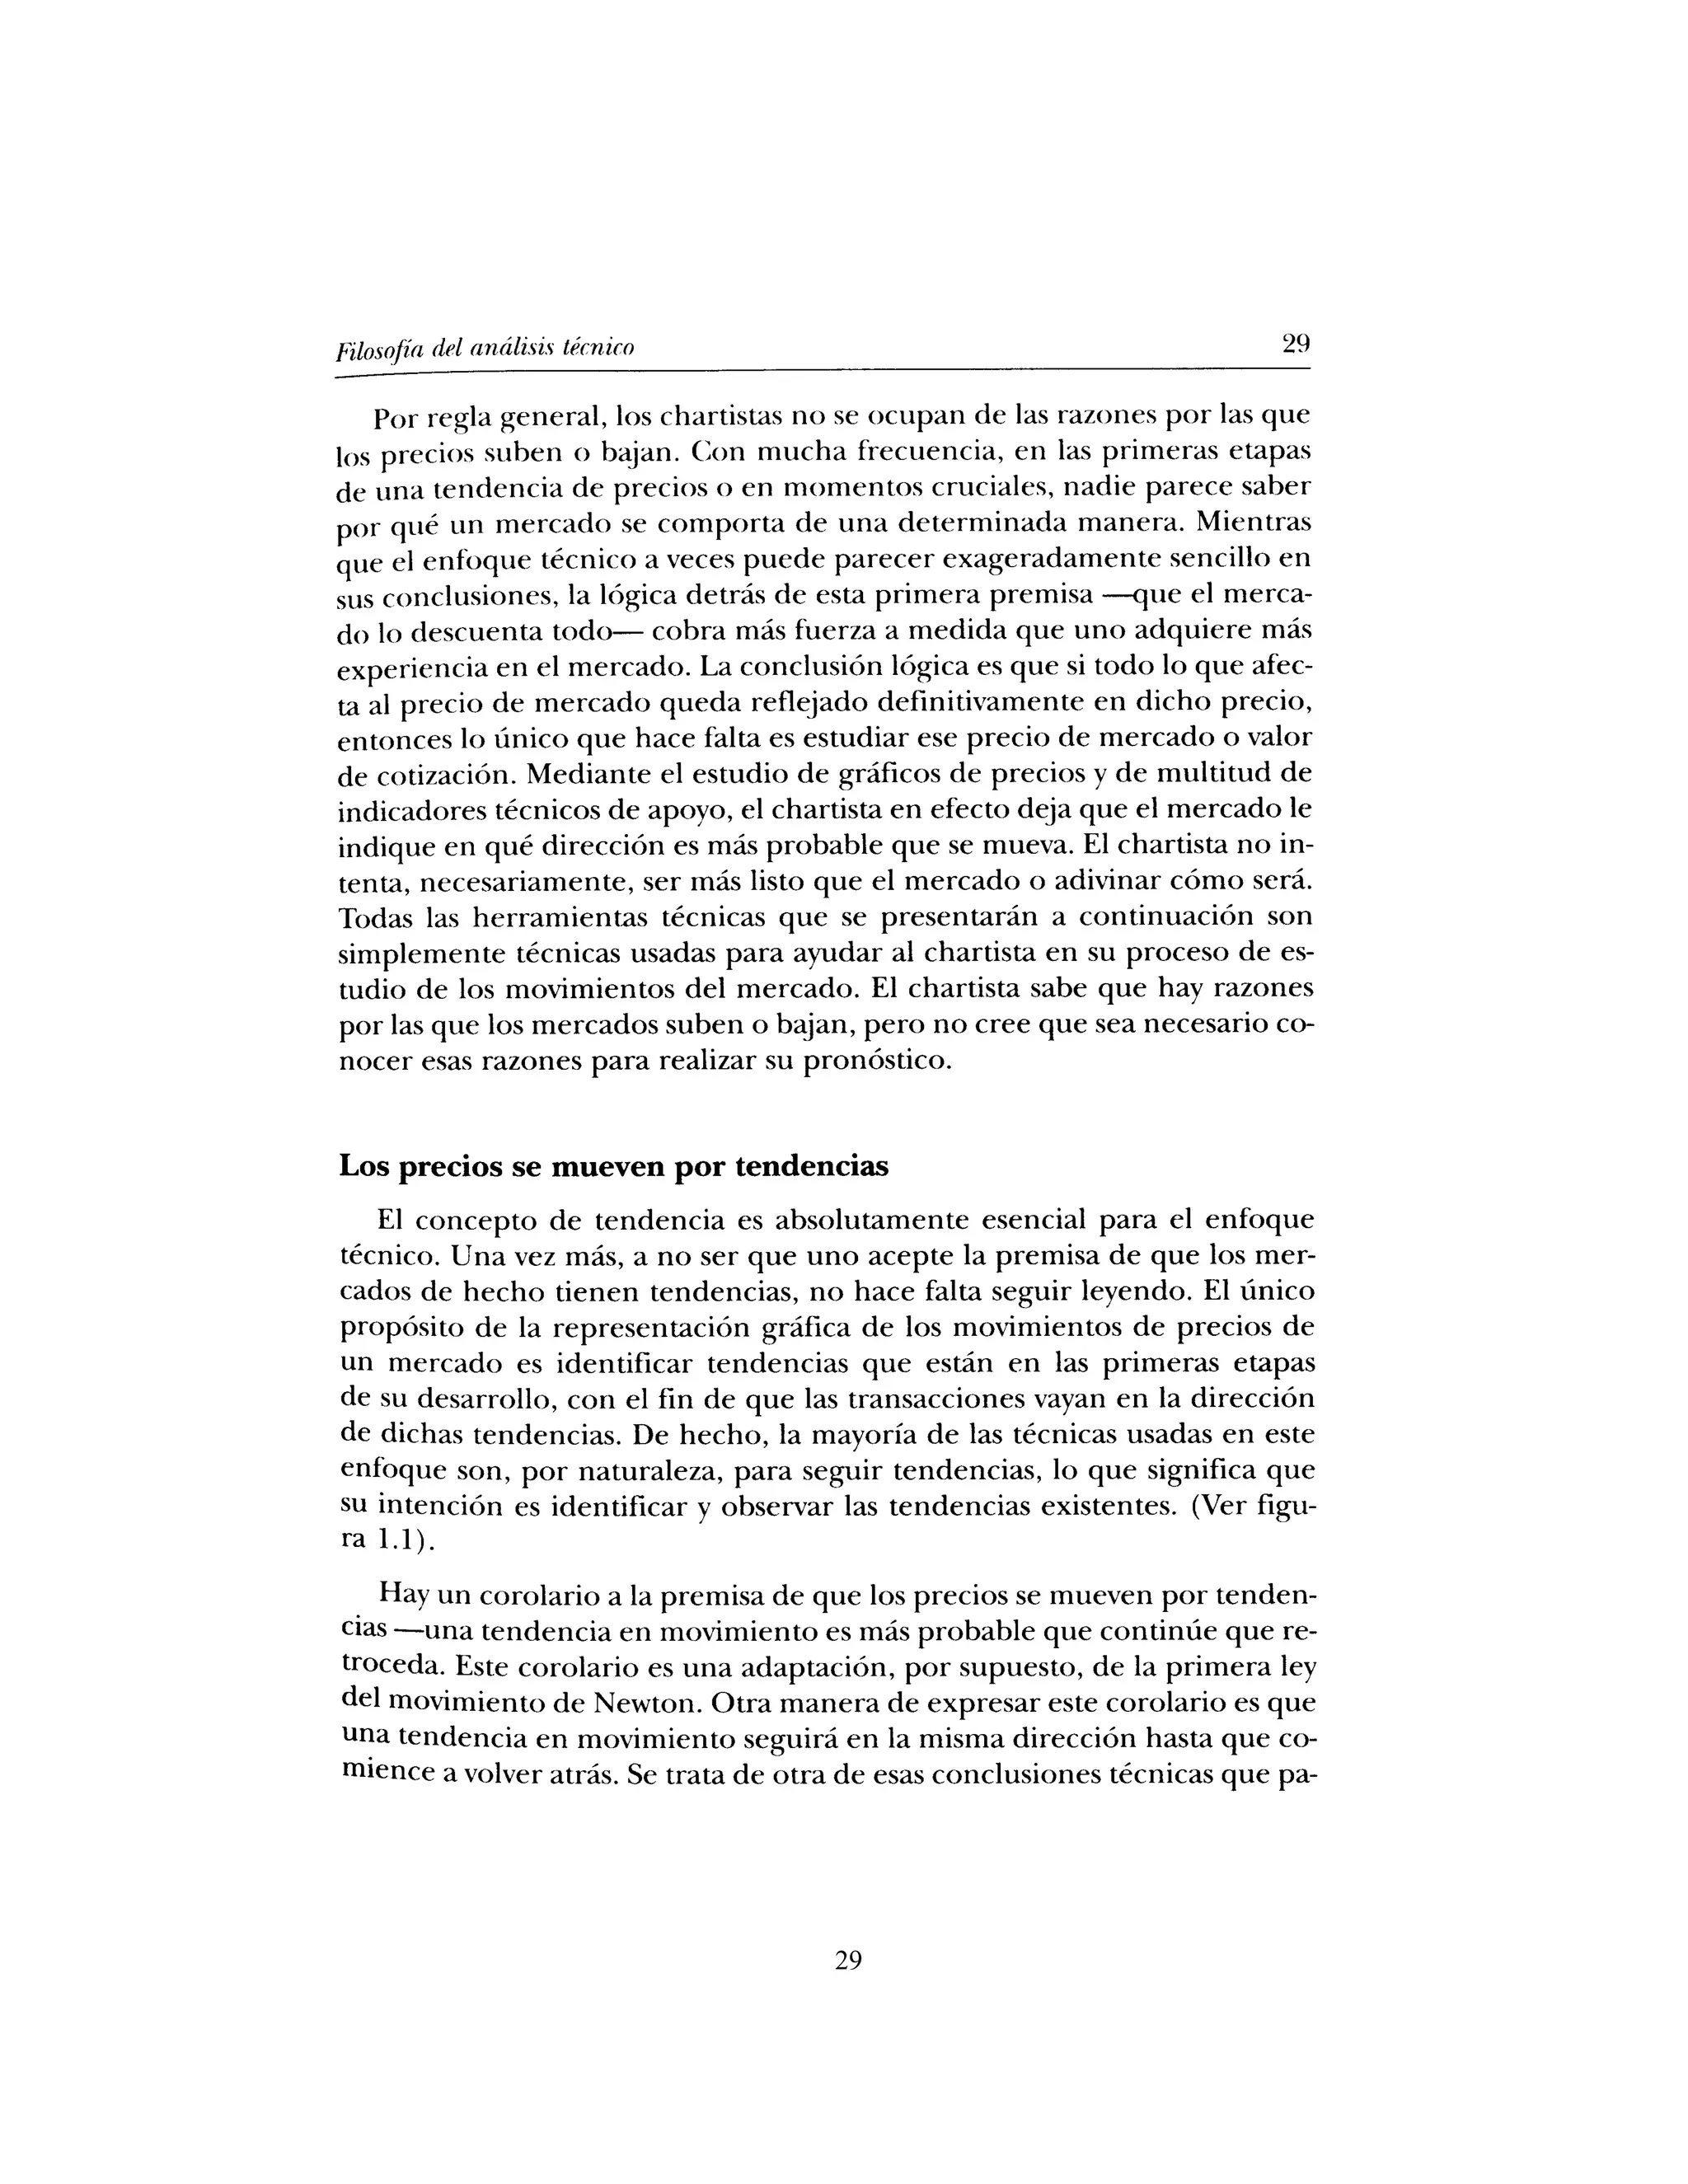 Filosofía del análisis técnico 29
Por regla general, los chartistas no se ocupan de las razones por las que
los precios suben o bajan. Con mucha frecuencia, en las primeras etapas
de una tendencia de precios o en momentos cruciales, nadie parece saber
por qué un mercado se comporta de una determinada manera. Mientras
que el enfoque técnico a veces puede parecer exageradamente sencillo en
sus conclusiones, la lógica detrás de esta primera premisa —que el merca-
do lo descuenta todo— cobra más fuerza a medida que uno adquiere más
experiencia en el mercado. La conclusión lógica es que si todo lo que afec-
ta al precio de mercado queda reflejado definitivamente en dicho precio,
entonces lo único que hace falta es estudiar ese precio de mercado o valor
de cotización. Mediante el estudio de gráficos de precios y de multitud de
indicadores técnicos de apoyo, el chartista en efecto deja que el mercado le
indique en qué dirección es más probable que se mueva. El chartista no in-
tenta, necesariamente, ser más listo que el mercado o adivinar cómo será.
Todas las herramientas técnicas que se presentarán a continuación son
simplemente técnicas usadas para ayudar al chartista en su proceso de es-
tudio de los movimientos del mercado. El chartista sabe que hay razones
por las que los mercados suben o bajan, pero no cree que sea necesario co-
nocer esas razones para realizar su pronóstico.
Los precios se mueven por tendencias
El concepto de tendencia es absolutamente esencial para el enfoque
técnico. Una vez más, a no ser que uno acepte la premisa de que los mer-
cados de hecho tienen tendencias, no hace falta seguir leyendo. El único
propósito de la representación gráfica de los movimientos de precios de
un mercado es identificar tendencias que están en las primeras etapas
de su desarrollo, con el fin de que las transacciones vayan en la dirección
de dichas tendencias. De hecho, la mayoría de las técnicas usadas en este
enfoque son, por naturaleza, para seguir tendencias, lo que significa que
su intención es identificar y observar las tendencias existentes. (Ver figu-
ra 1.1).
Hay un corolario a la premisa de que los precios se mueven por tenden-
cias —una tendencia en movimiento es más probable que continúe que re-
troceda. Este corolario es una adaptación, por supuesto, de la primera ley
del movimiento de Newton. Otra manera de expresar este corolario es que
una tendencia en movimiento seguirá en la misma dirección hasta que co-
mience a volver atrás. Se trata de otra de esas conclusiones técnicas que pa-
29